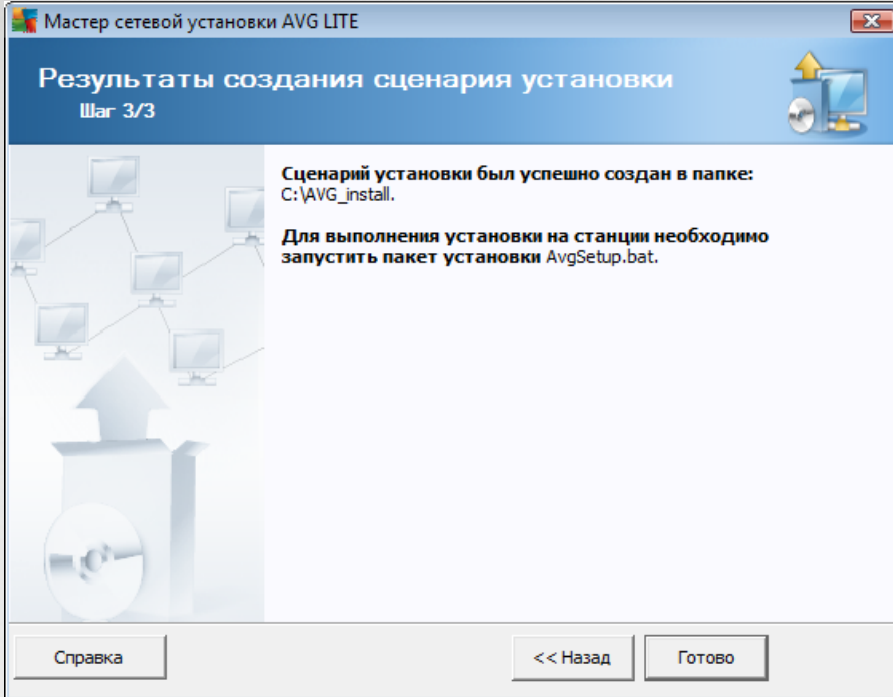 Мастер сетевой установки AVG LITE
Результаты создания сценария установки
Шаг 3/3
Сценарий установки был успешно создан в папке:
C:\AVG_install.
Для выполнения установки на станции необходимо
запустить пакет установки AvgSetup.bat.
Справка
<< Назад
Готово